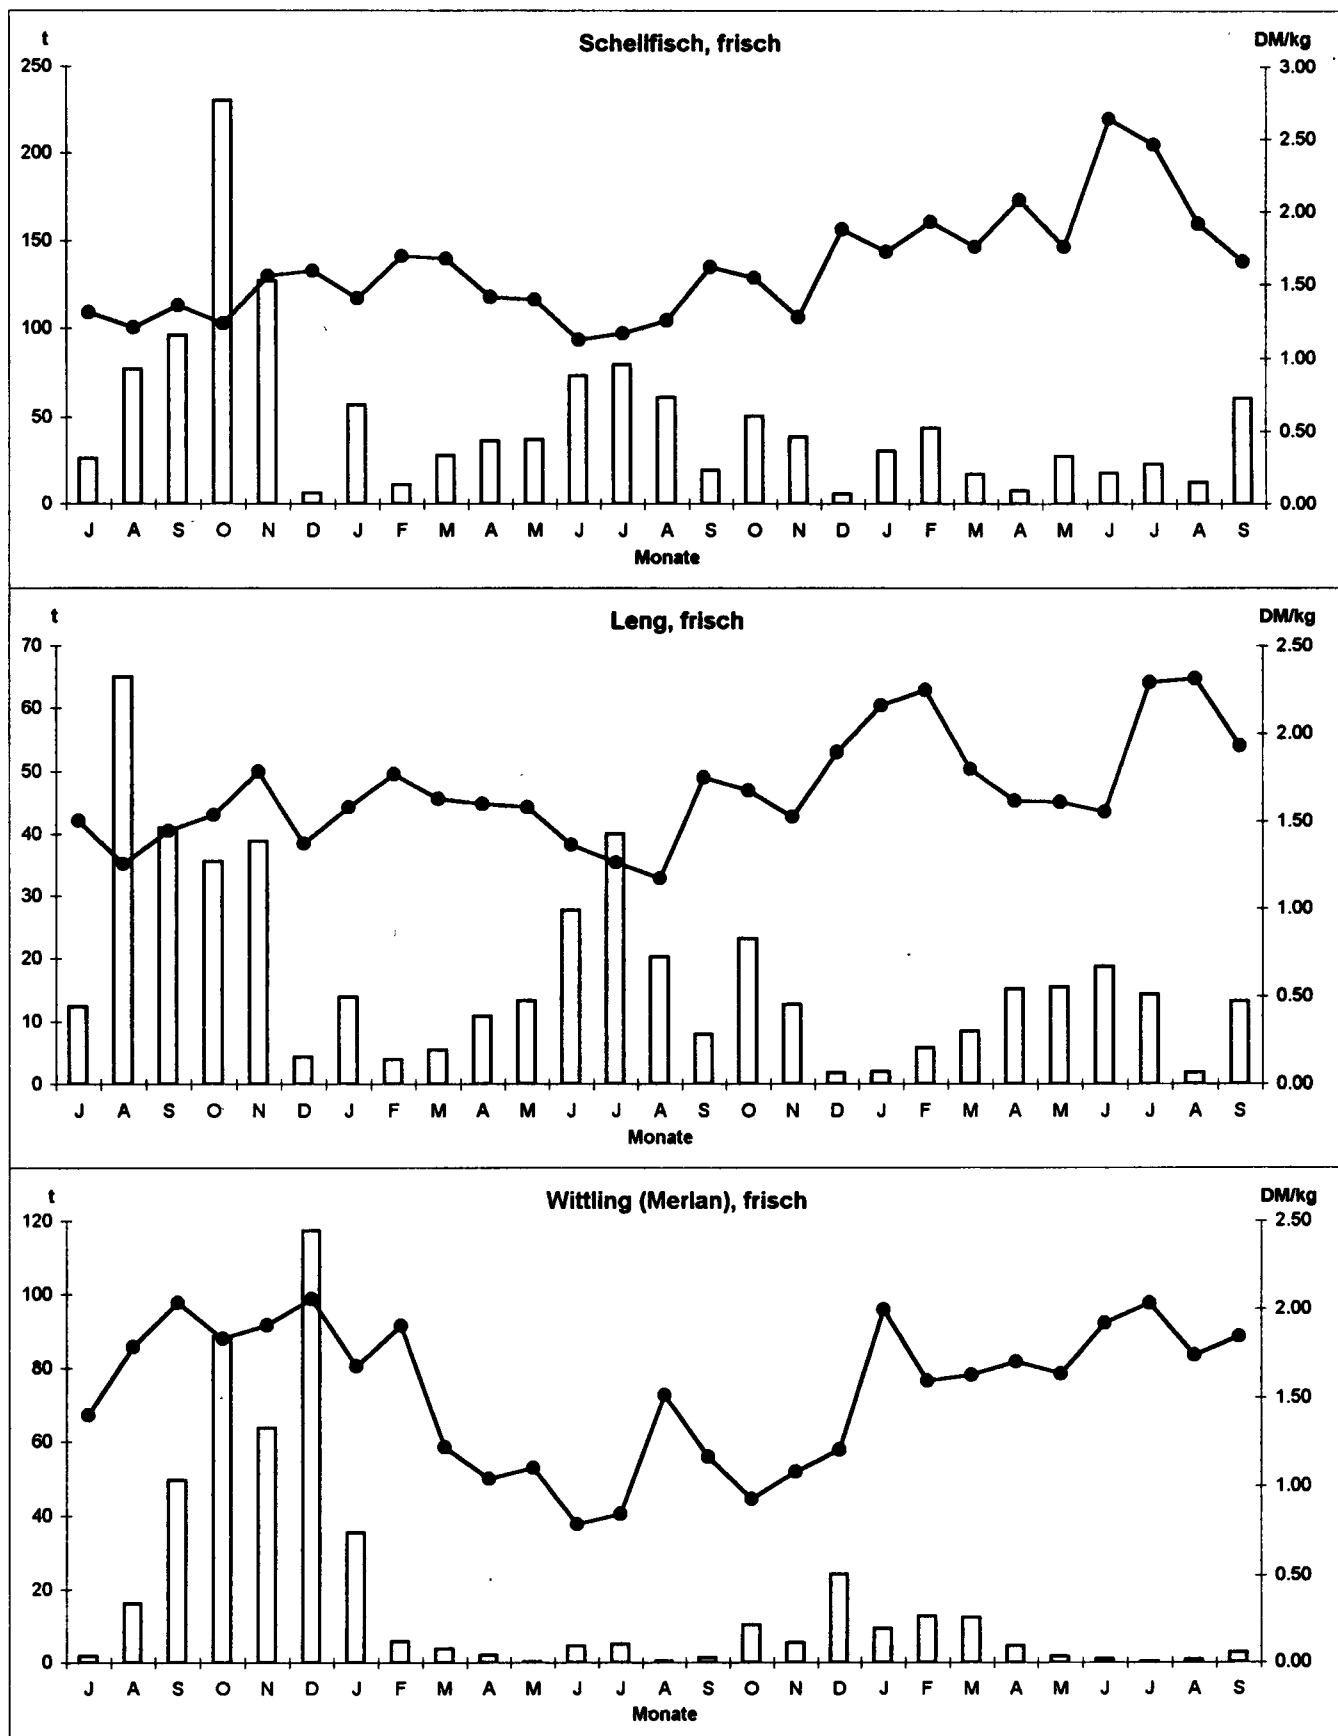 t Schellfisch, frisch DM/kg
250 3.00
200 2.50
150 2.00
100 1.50
50 1.00
0 0.50
0.00
J A S O N D J F M A M J J A S O N D J F M A M J J A S
Monate
t Leng, frisch DM/kg
70 2.50
60 2.00
50 1.50
40 1.00
30 0.50
20 0.00
10
0
J A S O N D J F M A M J J A S O N D J F M A M J J A S
Monate
t Wittling (Merlan), frisch DM/kg
120 2.50
100 2.00
80 1.50
60 1.00
40 0.50
20 0.00
0
J A S O N D J F M A M J J A S O N D J F M A M J J A S
Monate